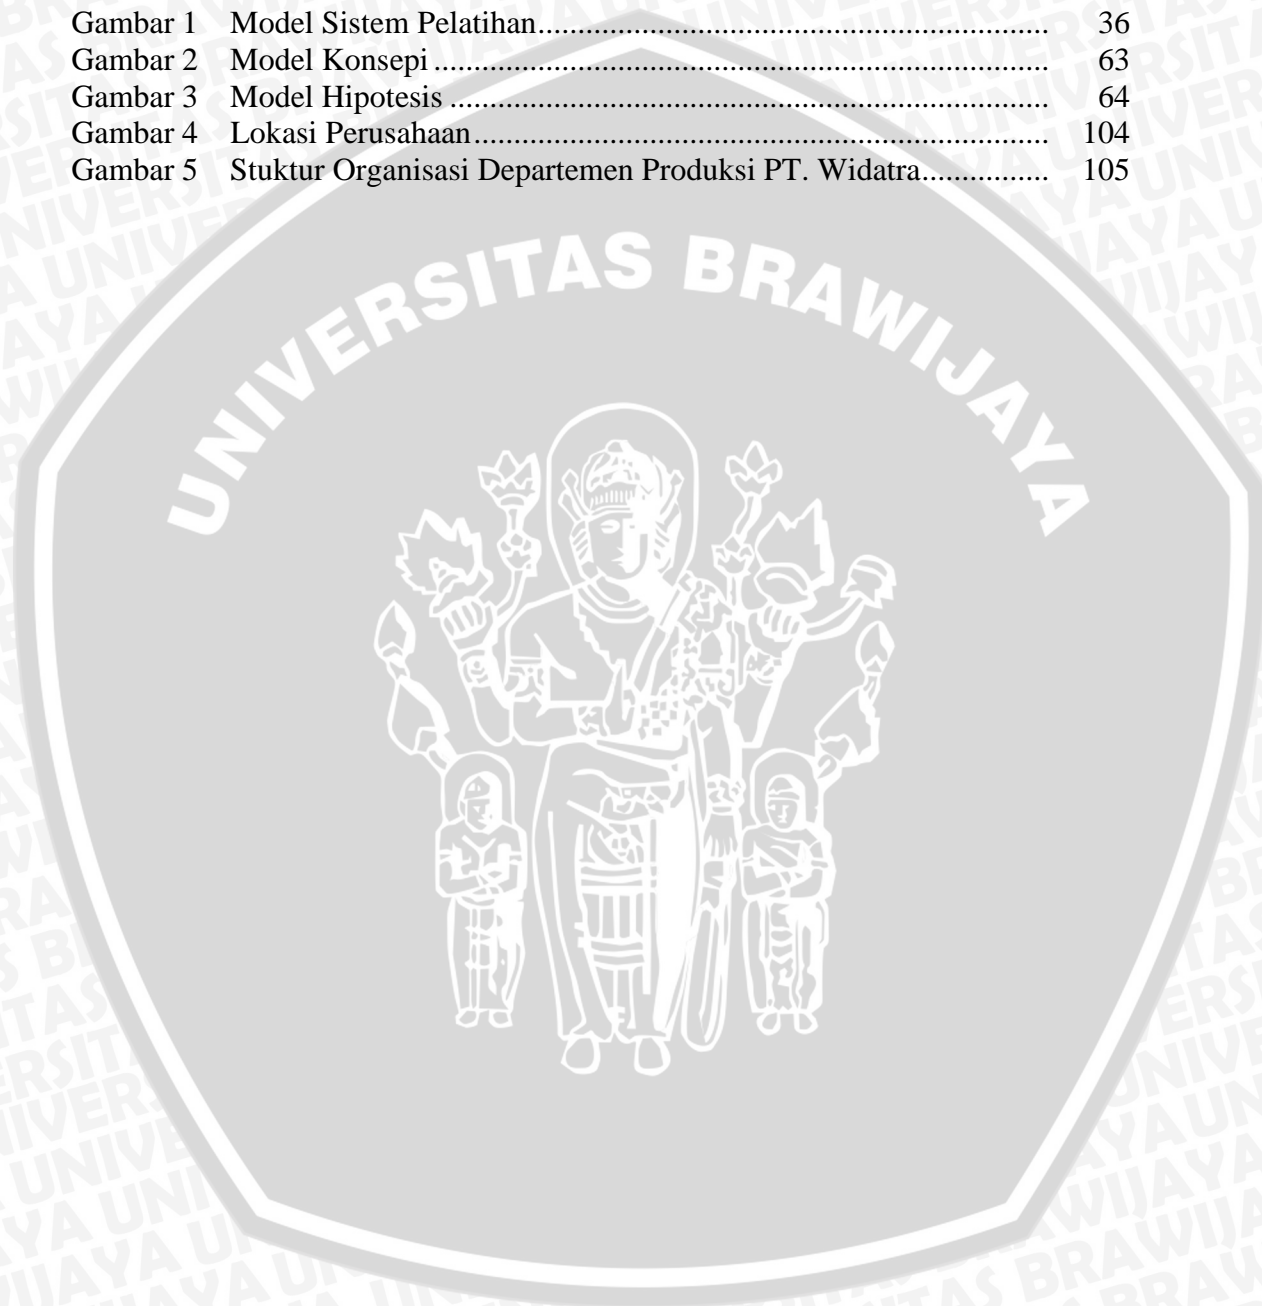 Gambar 1 Model Sistem Pelatihan................................................................ 36
Gambar 2 Model Konsepi ............................................................................. 63
Gambar 3 Model Hipotesis ........................................................................... 64
Gambar 4 Lokasi Perusahaan........................................................................ 104
Gambar 5 Stuktur Organisasi Departemen Produksi PT. Widatra................ 105
UNIVERSITAS BRAWIJAYA